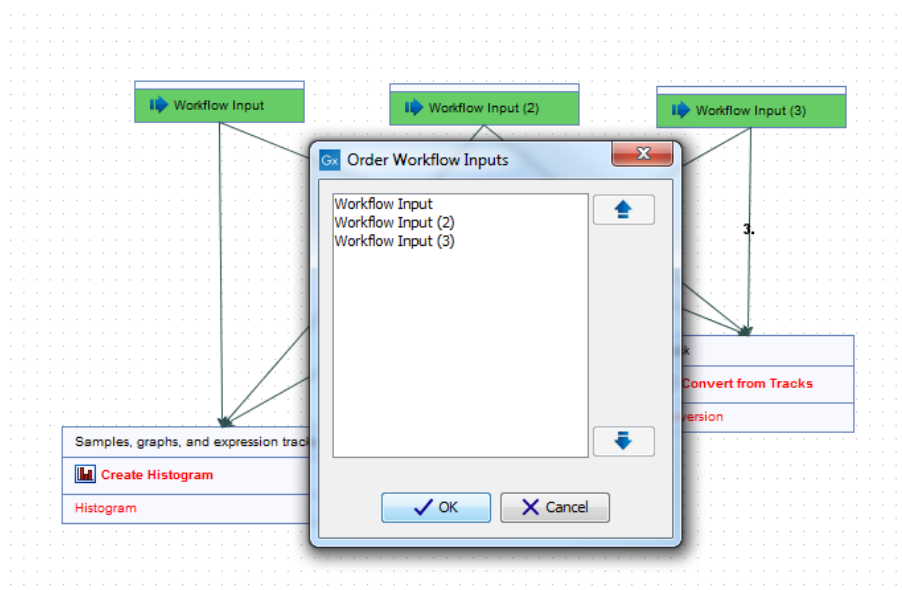 Workflow Input
Workflow Input (2)
Workflow Input (3)
Gx Order Workflow Inputs
Workflow Input
Workflow Input (2)
Workflow Input (3)
3.
k
Convert from Tracks
version
Samples, graphs, and expression track
Create Histogram
Histogram
OK
Cancel